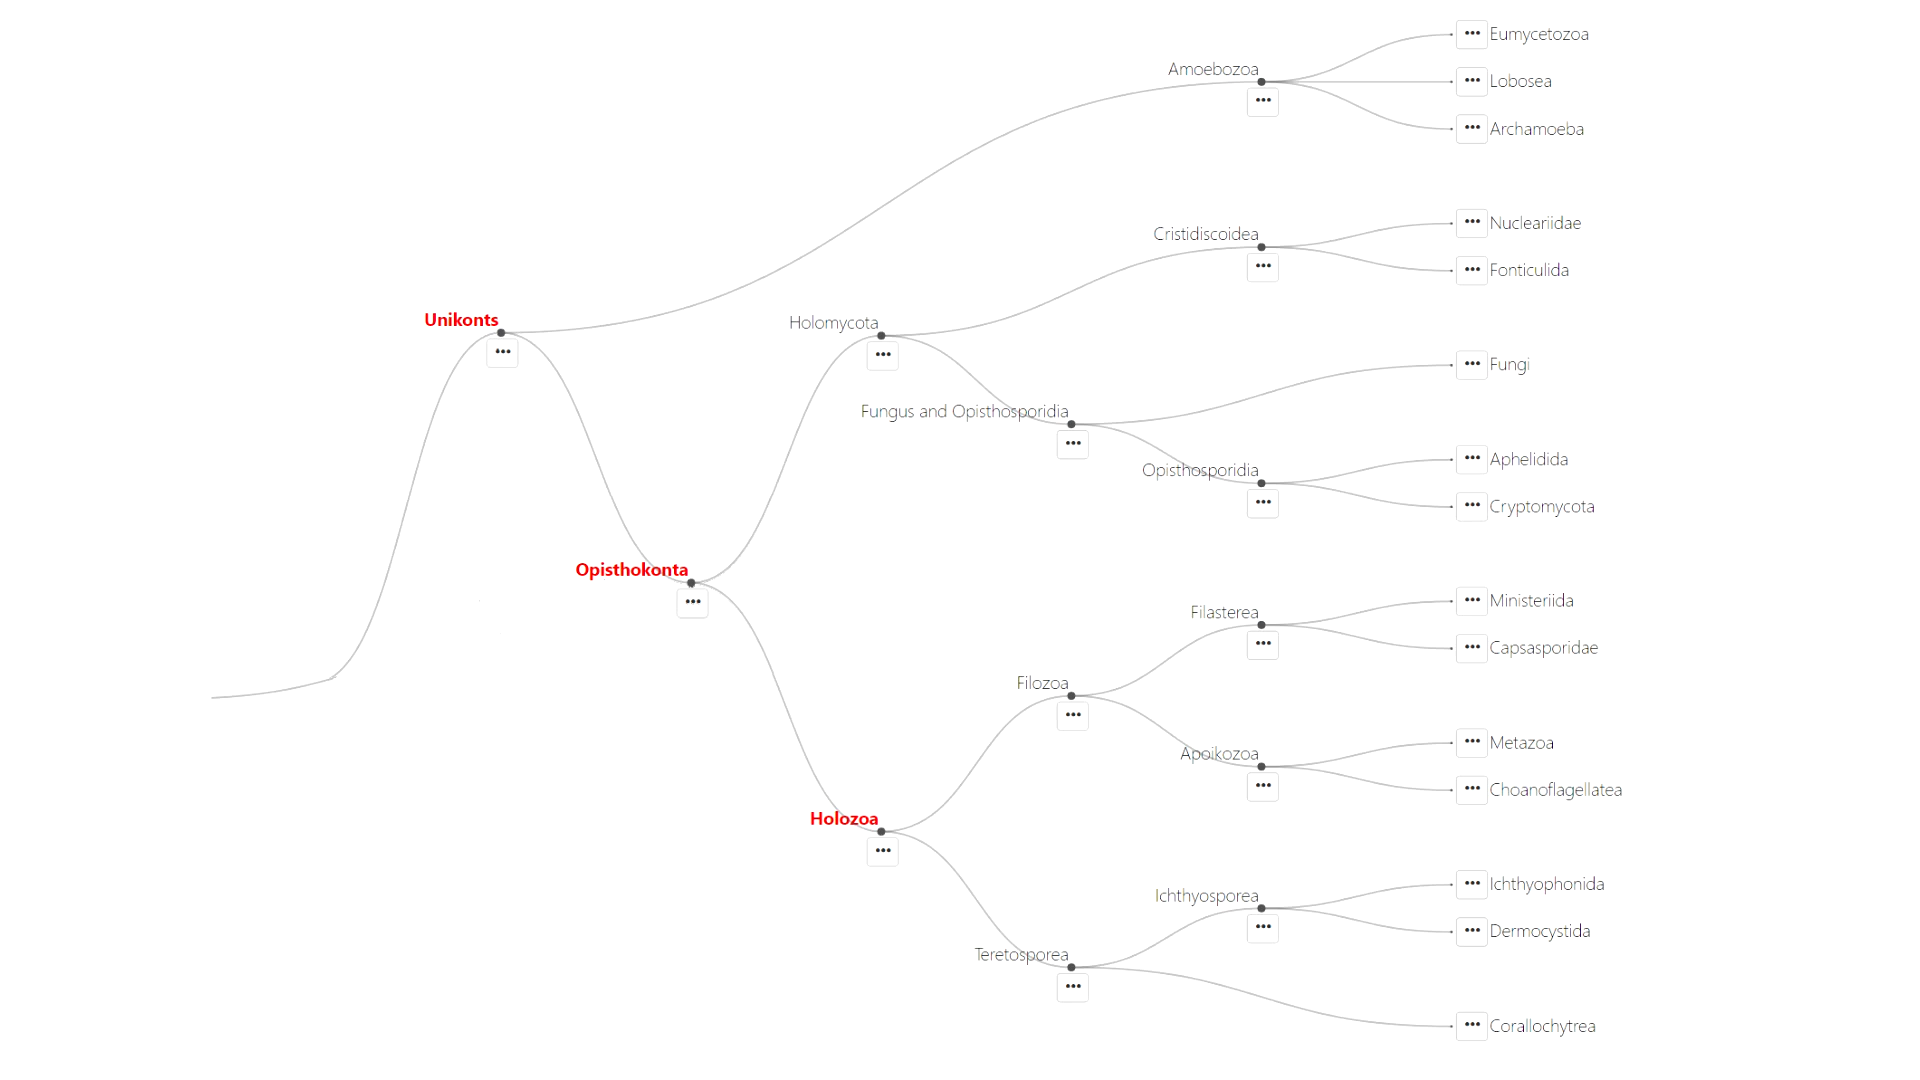 Eumycetozoa
Amoebozoa
Lobosea
Archamoeba
Nucleariidae
Cristidiscoidea
Fonticulida
Unikonts
Holomycota
Fungi
Fungus and Opisthosporidia
Aphelidida
Opisthosporidia
Cryptomycota
Opisthokonta
Ministeriida
Filasterea
Capsasporidae
Filozoa
Metazoa
Apoikozoa
Choanoflagellatea
Holozoa
Ichthyophonida
Ichthyosporea
Dermocystida
Teretosporea
Corallochytrea